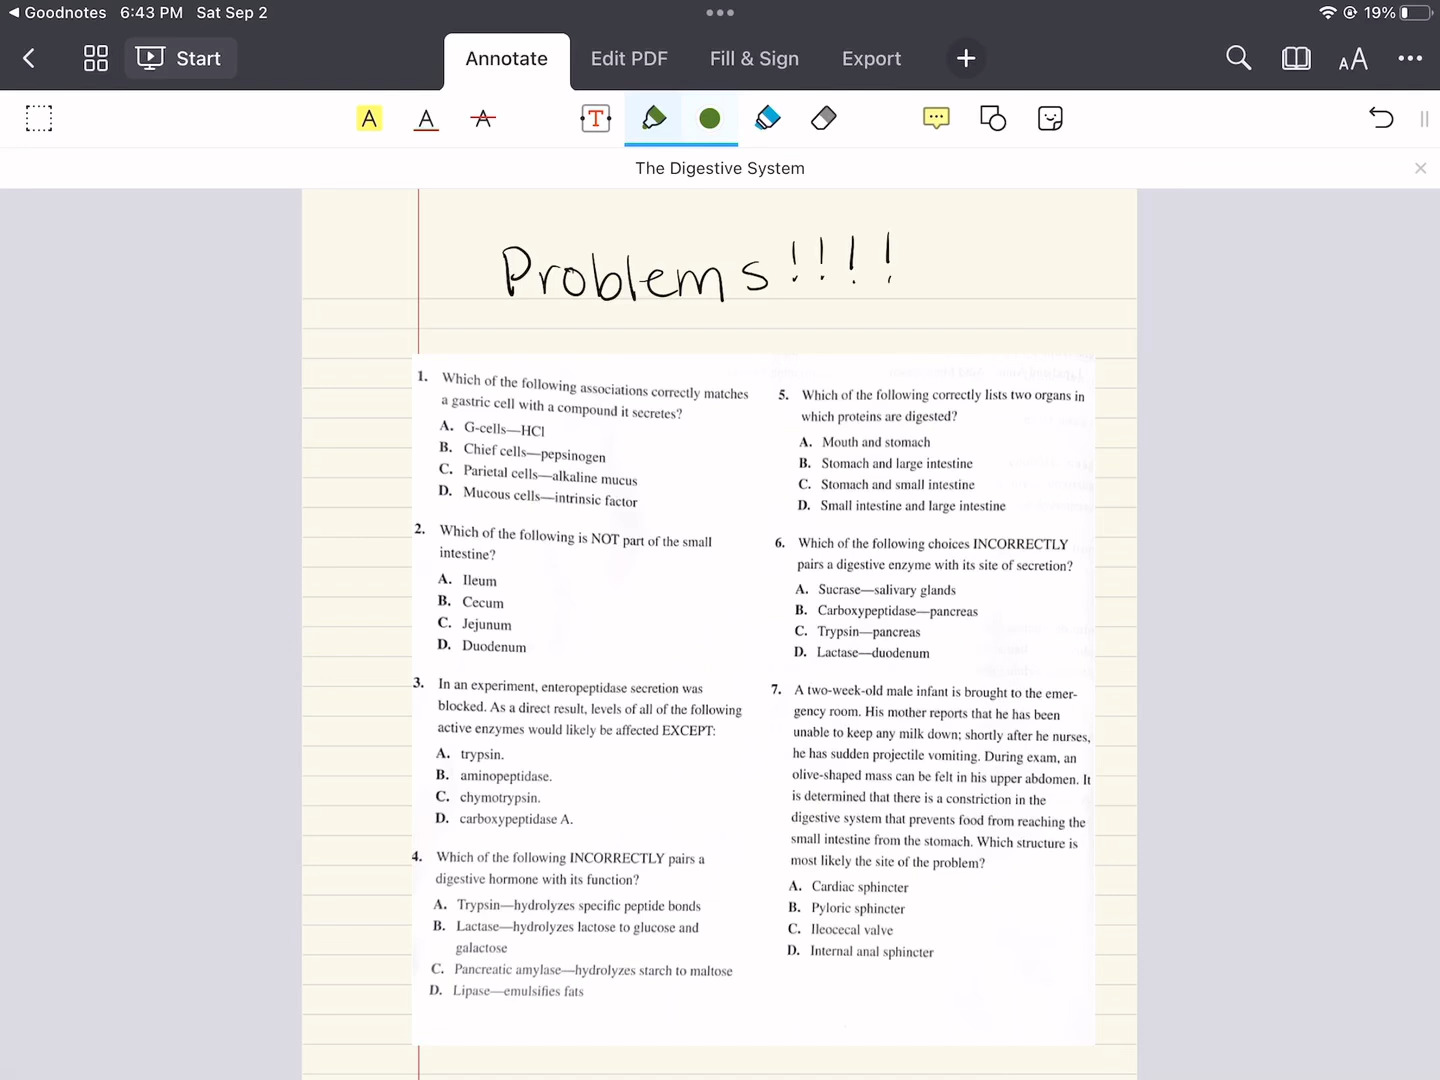 ◀ Goodnotes 6:43 PM Sat Sep 2
19%
Start
Annotate
Edit PDF
Fill & Sign
Export
AA
A
A
A
T
The Digestive System
Problems!!!!
1. Which of the following associations correctly matches
a gastric cell with a compound it secretes?
A. G-cells—HCl
B. Chief cells—pepsinogen
C. Parietal cells—alkaline mucus
D. Mucous cells—intrinsic factor
2. Which of the following is NOT part of the small
intestine?
A. Ileum
B. Cecum
C. Jejunum
D. Duodenum
3. In an experiment, enteropeptidase secretion was
blocked. As a direct result, levels of all of the following
active enzymes would likely be affected EXCEPT:
A. trypsin.
B. aminopeptidase.
C. chymotrypsin.
D. carboxypeptidase A.
4. Which of the following INCORRECTLY pairs a
digestive hormone with its function?
A. Trypsin—hydrolyzes specific peptide bonds
B. Lactase—hydrolyzes lactose to glucose and
galactose
C. Pancreatic amylase—hydrolyzes starch to maltose
D. Lipase—emulsifies fats
5. Which of the following correctly lists two organs in
which proteins are digested?
A. Mouth and stomach
B. Stomach and large intestine
C. Stomach and small intestine
D. Small intestine and large intestine
6. Which of the following choices INCORRECTLY
pairs a digestive enzyme with its site of secretion?
A. Sucrase—salivary glands
B. Carboxypeptidase—pancreas
C. Trypsin—pancreas
D. Lactase—duodenum
7. A two-week-old male infant is brought to the emer-
gency room. His mother reports that he has been
unable to keep any milk down; shortly after he nurses,
he has sudden projectile vomiting. During exam, an
olive-shaped mass can be felt in his upper abdomen. It
is determined that there is a constriction in the
digestive system that prevents food from reaching the
small intestine from the stomach. Which structure is
most likely the site of the problem?
A. Cardiac sphincter
B. Pyloric sphincter
C. Ileocecal valve
D. Internal anal sphincter